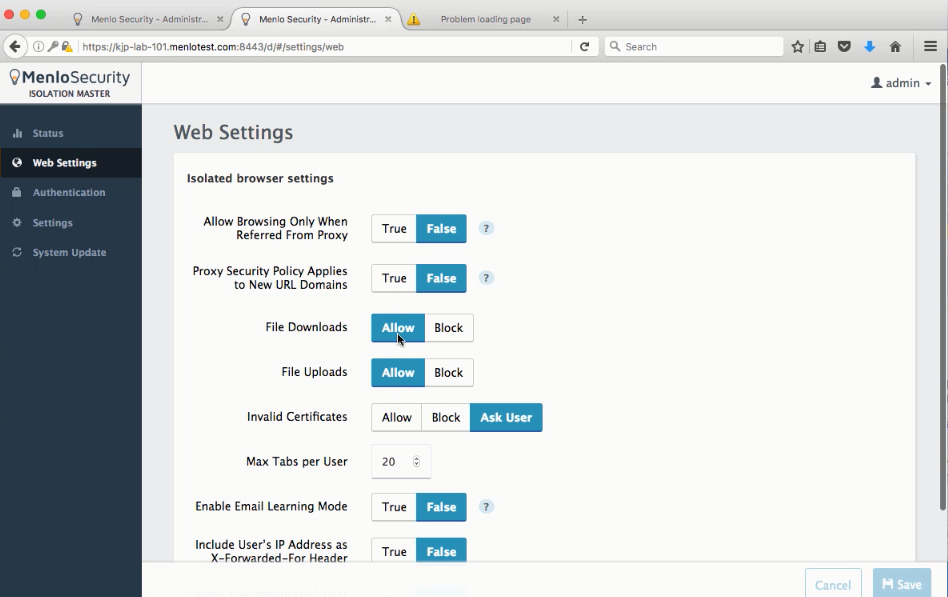 Menlo Security - Administr...
Menlo Security - Administr...
Problem loading page
https://kjp-lab-101.menlotest.com:8443/d/#/settings/web
Search
MenloSecurity
ISOLATION MASTER
admin
Status
Web Settings
Authentication
Settings
System Update
Web Settings
Isolated browser settings
Allow Browsing Only When
Referred From Proxy
True
False
?
Proxy Security Policy Applies
to New URL Domains
True
False
?
File Downloads
Allow
Block
File Uploads
Allow
Block
Invalid Certificates
Allow
Block
Ask User
Max Tabs per User
20
Enable Email Learning Mode
True
False
?
Include User's IP Address as
X-Forwarded-For Header
True
False
Cancel
Save